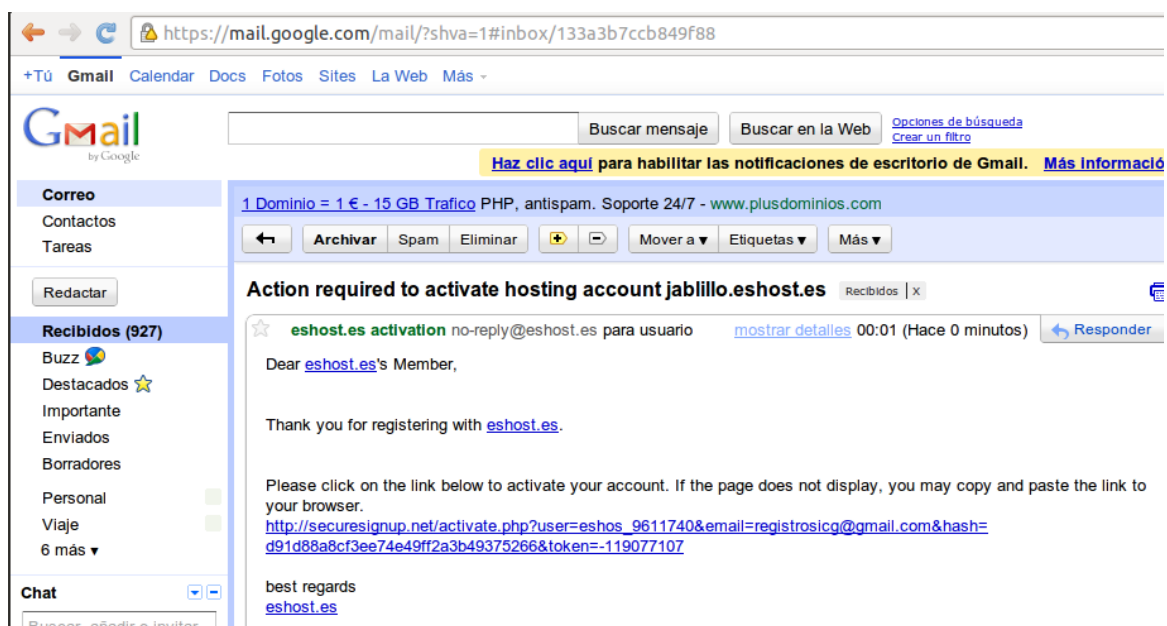 https://mail.google.com/mail/?shva=1#inbox/133a3b7ccb849f88
+Tú Gmail Calendar Docs Fotos Sites La Web Más
Gmail
by Google
Buscar mensaje Buscar en la Web Opciones de búsqueda
Crear un filtro
Haz clic aquí para habilitar las notificaciones de escritorio de Gmail. Más informació
Correo
Contactos
Tareas
Redactar
Recibidos (927)
Buzz
Destacados
Importante
Enviados
Borradores
Personal
Viaje
6 más ▾
Chat
Buscar, añadir o invitar
1 Dominio = 1 € - 15 GB Trafico PHP, antispam. Soporte 24/7 - www.plusdominios.com
Archivar Spam Eliminar Mover a ▾ Etiquetas ▾ Más ▾
Action required to activate hosting account jablillo.eshost.es Recibidos | X
eshost.es activation no-reply@eshost.es para usuario mostrar detalles 00:01 (Hace 0 minutos) Responder
Dear eshost.es's Member,
Thank you for registering with eshost.es.
Please click on the link below to activate your account. If the page does not display, you may copy and paste the link to
your browser.
http://securesignup.net/activate.php?user=eshos_9611740&email=registrosicg@gmail.com&hash=
d91d88a8cf3ee74e49ff2a3b49375266&token=-119077107
best regards
eshost.es